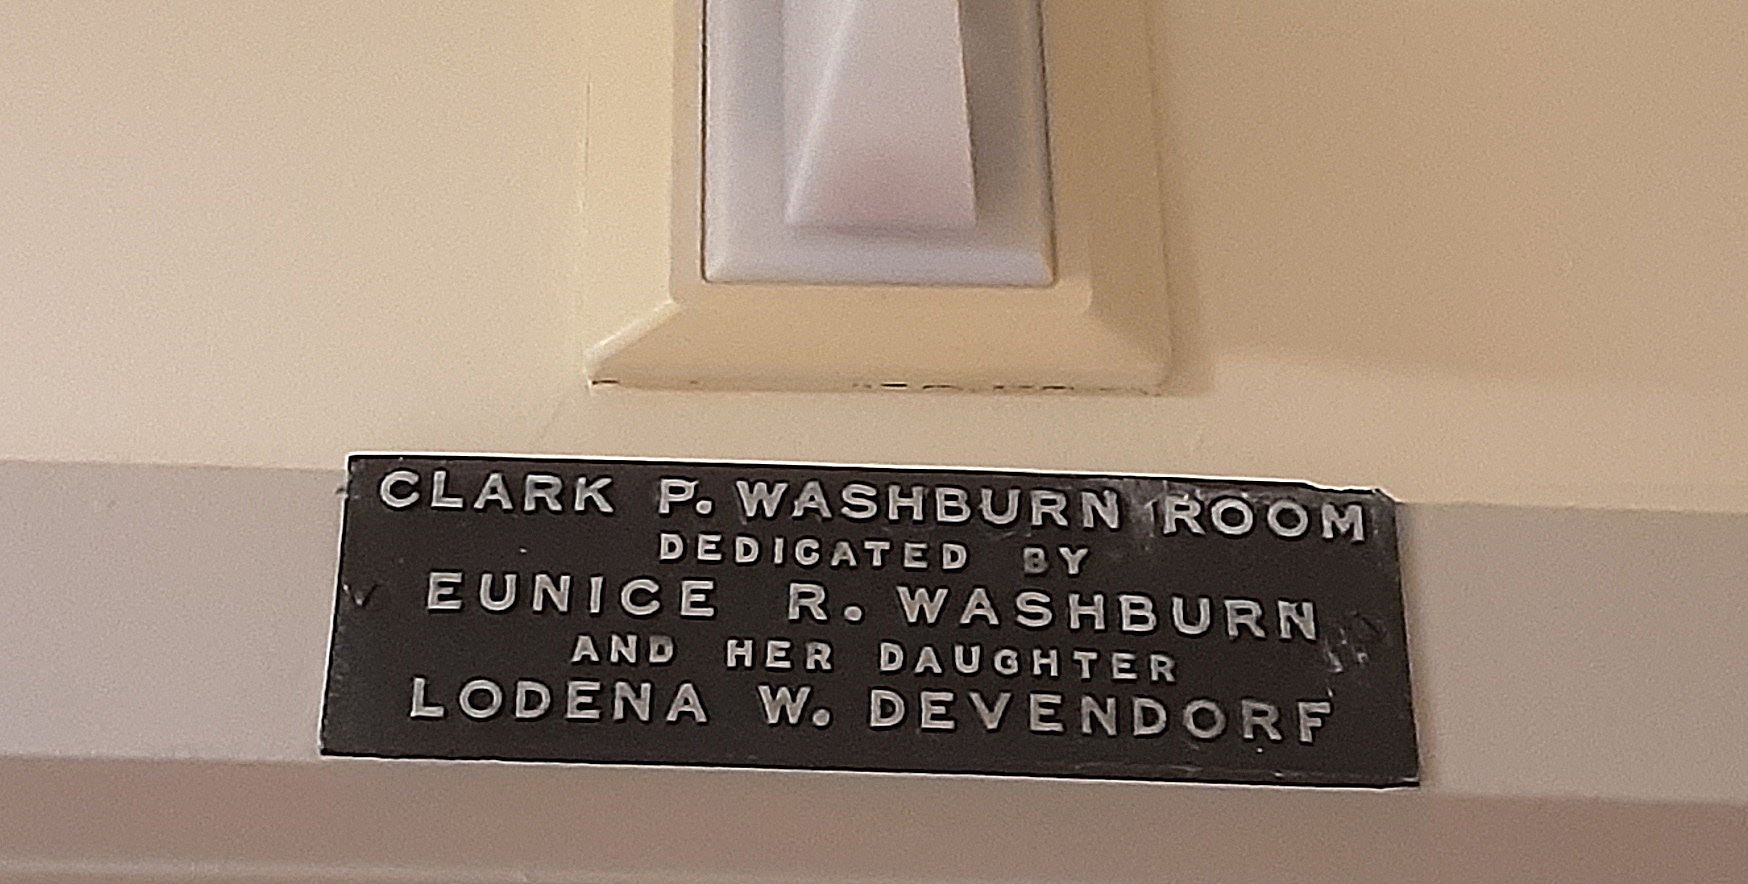 CLARK P. WASHBURN ROOM
DEDICATED BY
EUNICE R. WASHBURN
AND HER DAUGHTER
LODENA W. DEVENDORF